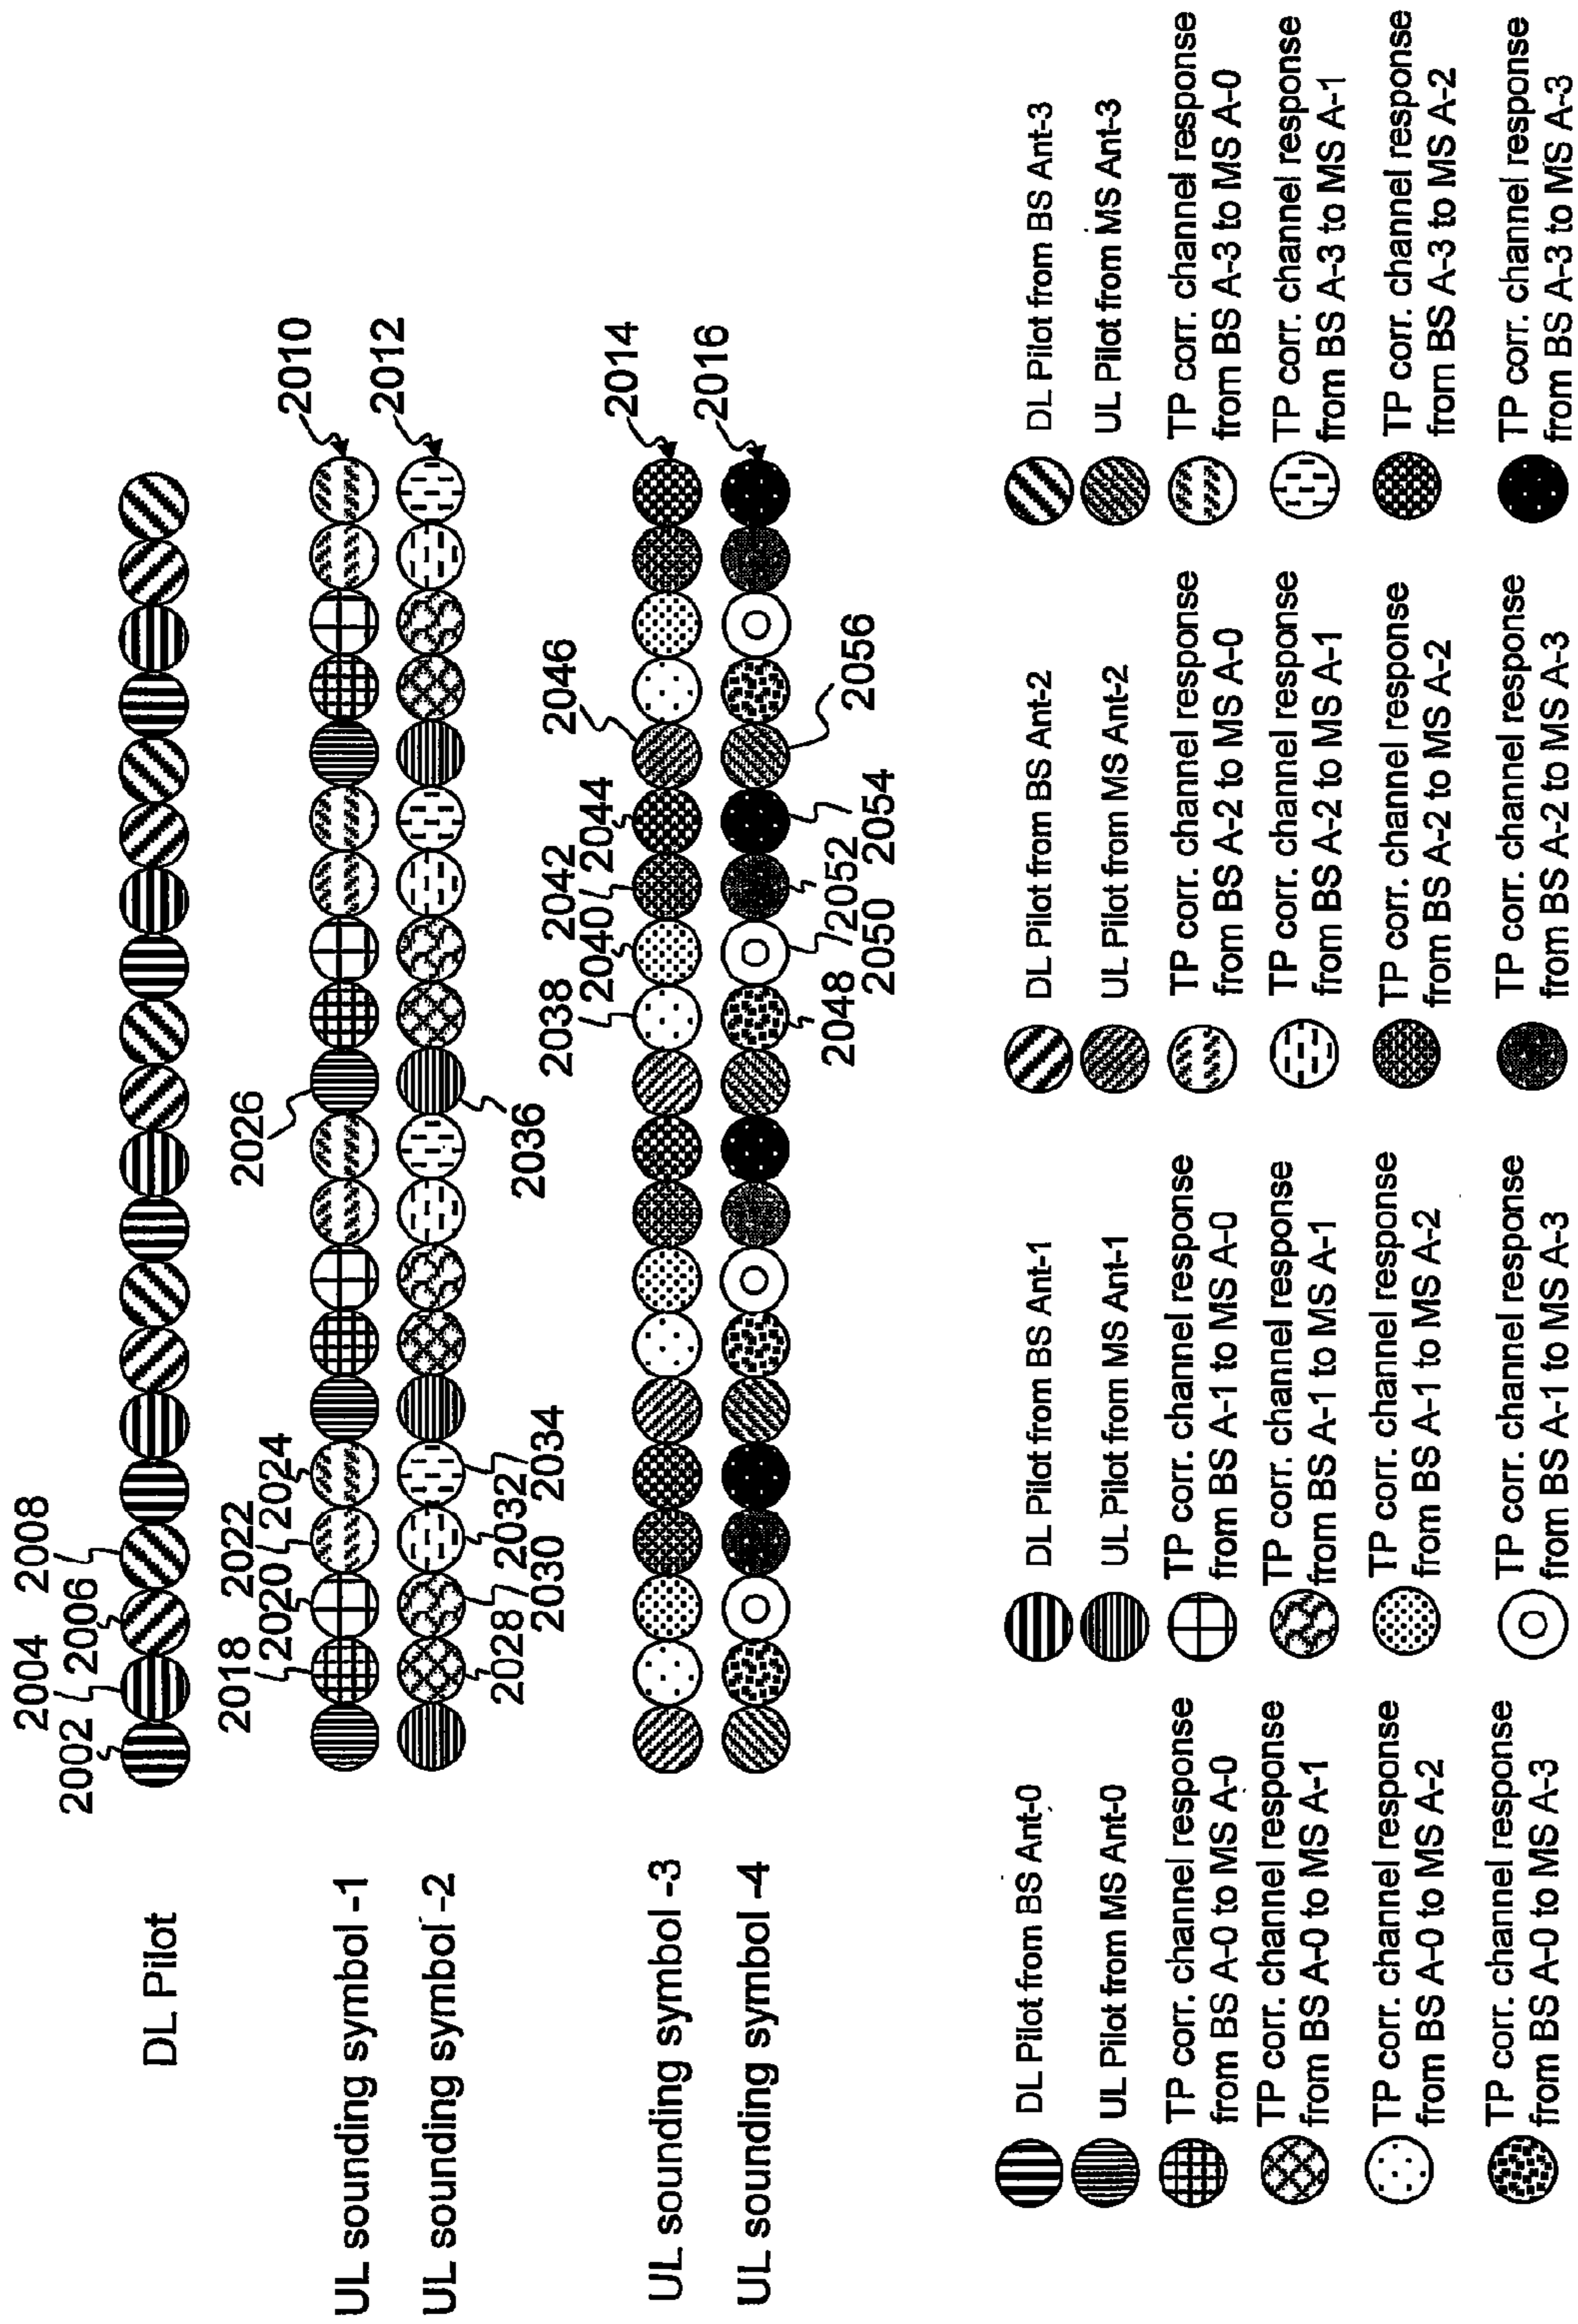 2004 2008
2002 2006
DL Pilot
2018 2022 2026
2020 2024
UL sounding symbol -1
2010
UL sounding symbol -2
2012
2028 2032 2036
2030 2034
2038 2042 2046
2040 2044
UL sounding symbol -3
2014
UL sounding symbol -4
2016
2048 2052 2056
2050 2054
DL Pilot from BS Ant-0
DL Pilot from BS Ant-1
DL Pilot from BS Ant-2
DL Pilot from BS Ant-3
UL Pilot from MS Ant-0
UL Pilot from MS Ant-1
UL Pilot from MS Ant-2
UL Pilot from MS Ant-3
TP corr. channel response
from BS A-0 to MS A-0
TP corr. channel response
from BS A-1 to MS A-0
TP corr. channel response
from BS A-2 to MS A-0
TP corr. channel response
from BS A-3 to MS A-0
TP corr. channel response
from BS A-0 to MS A-1
TP corr. channel response
from BS A-1 to MS A-1
TP corr. channel response
from BS A-2 to MS A-1
TP corr. channel response
from BS A-3 to MS A-1
TP corr. channel response
from BS A-0 to MS A-2
TP corr. channel response
from BS A-1 to MS A-2
TP corr. channel response
from BS A-2 to MS A-2
TP corr. channel response
from BS A-3 to MS A-2
TP corr. channel response
from BS A-0 to MS A-3
TP corr. channel response
from BS A-1 to MS A-3
TP corr. channel response
from BS A-2 to MS A-3
TP corr. channel response
from BS A-3 to MS A-3